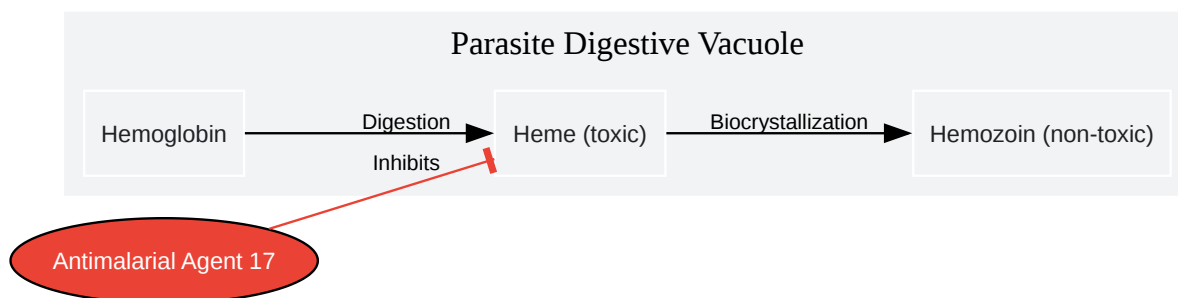 Parasite Digestive Vacuole
Hemoglobin
Digestion
Heme (toxic)
Biocrystallization
Hemozoin (non-toxic)
Inhibits
Antimalarial Agent 17